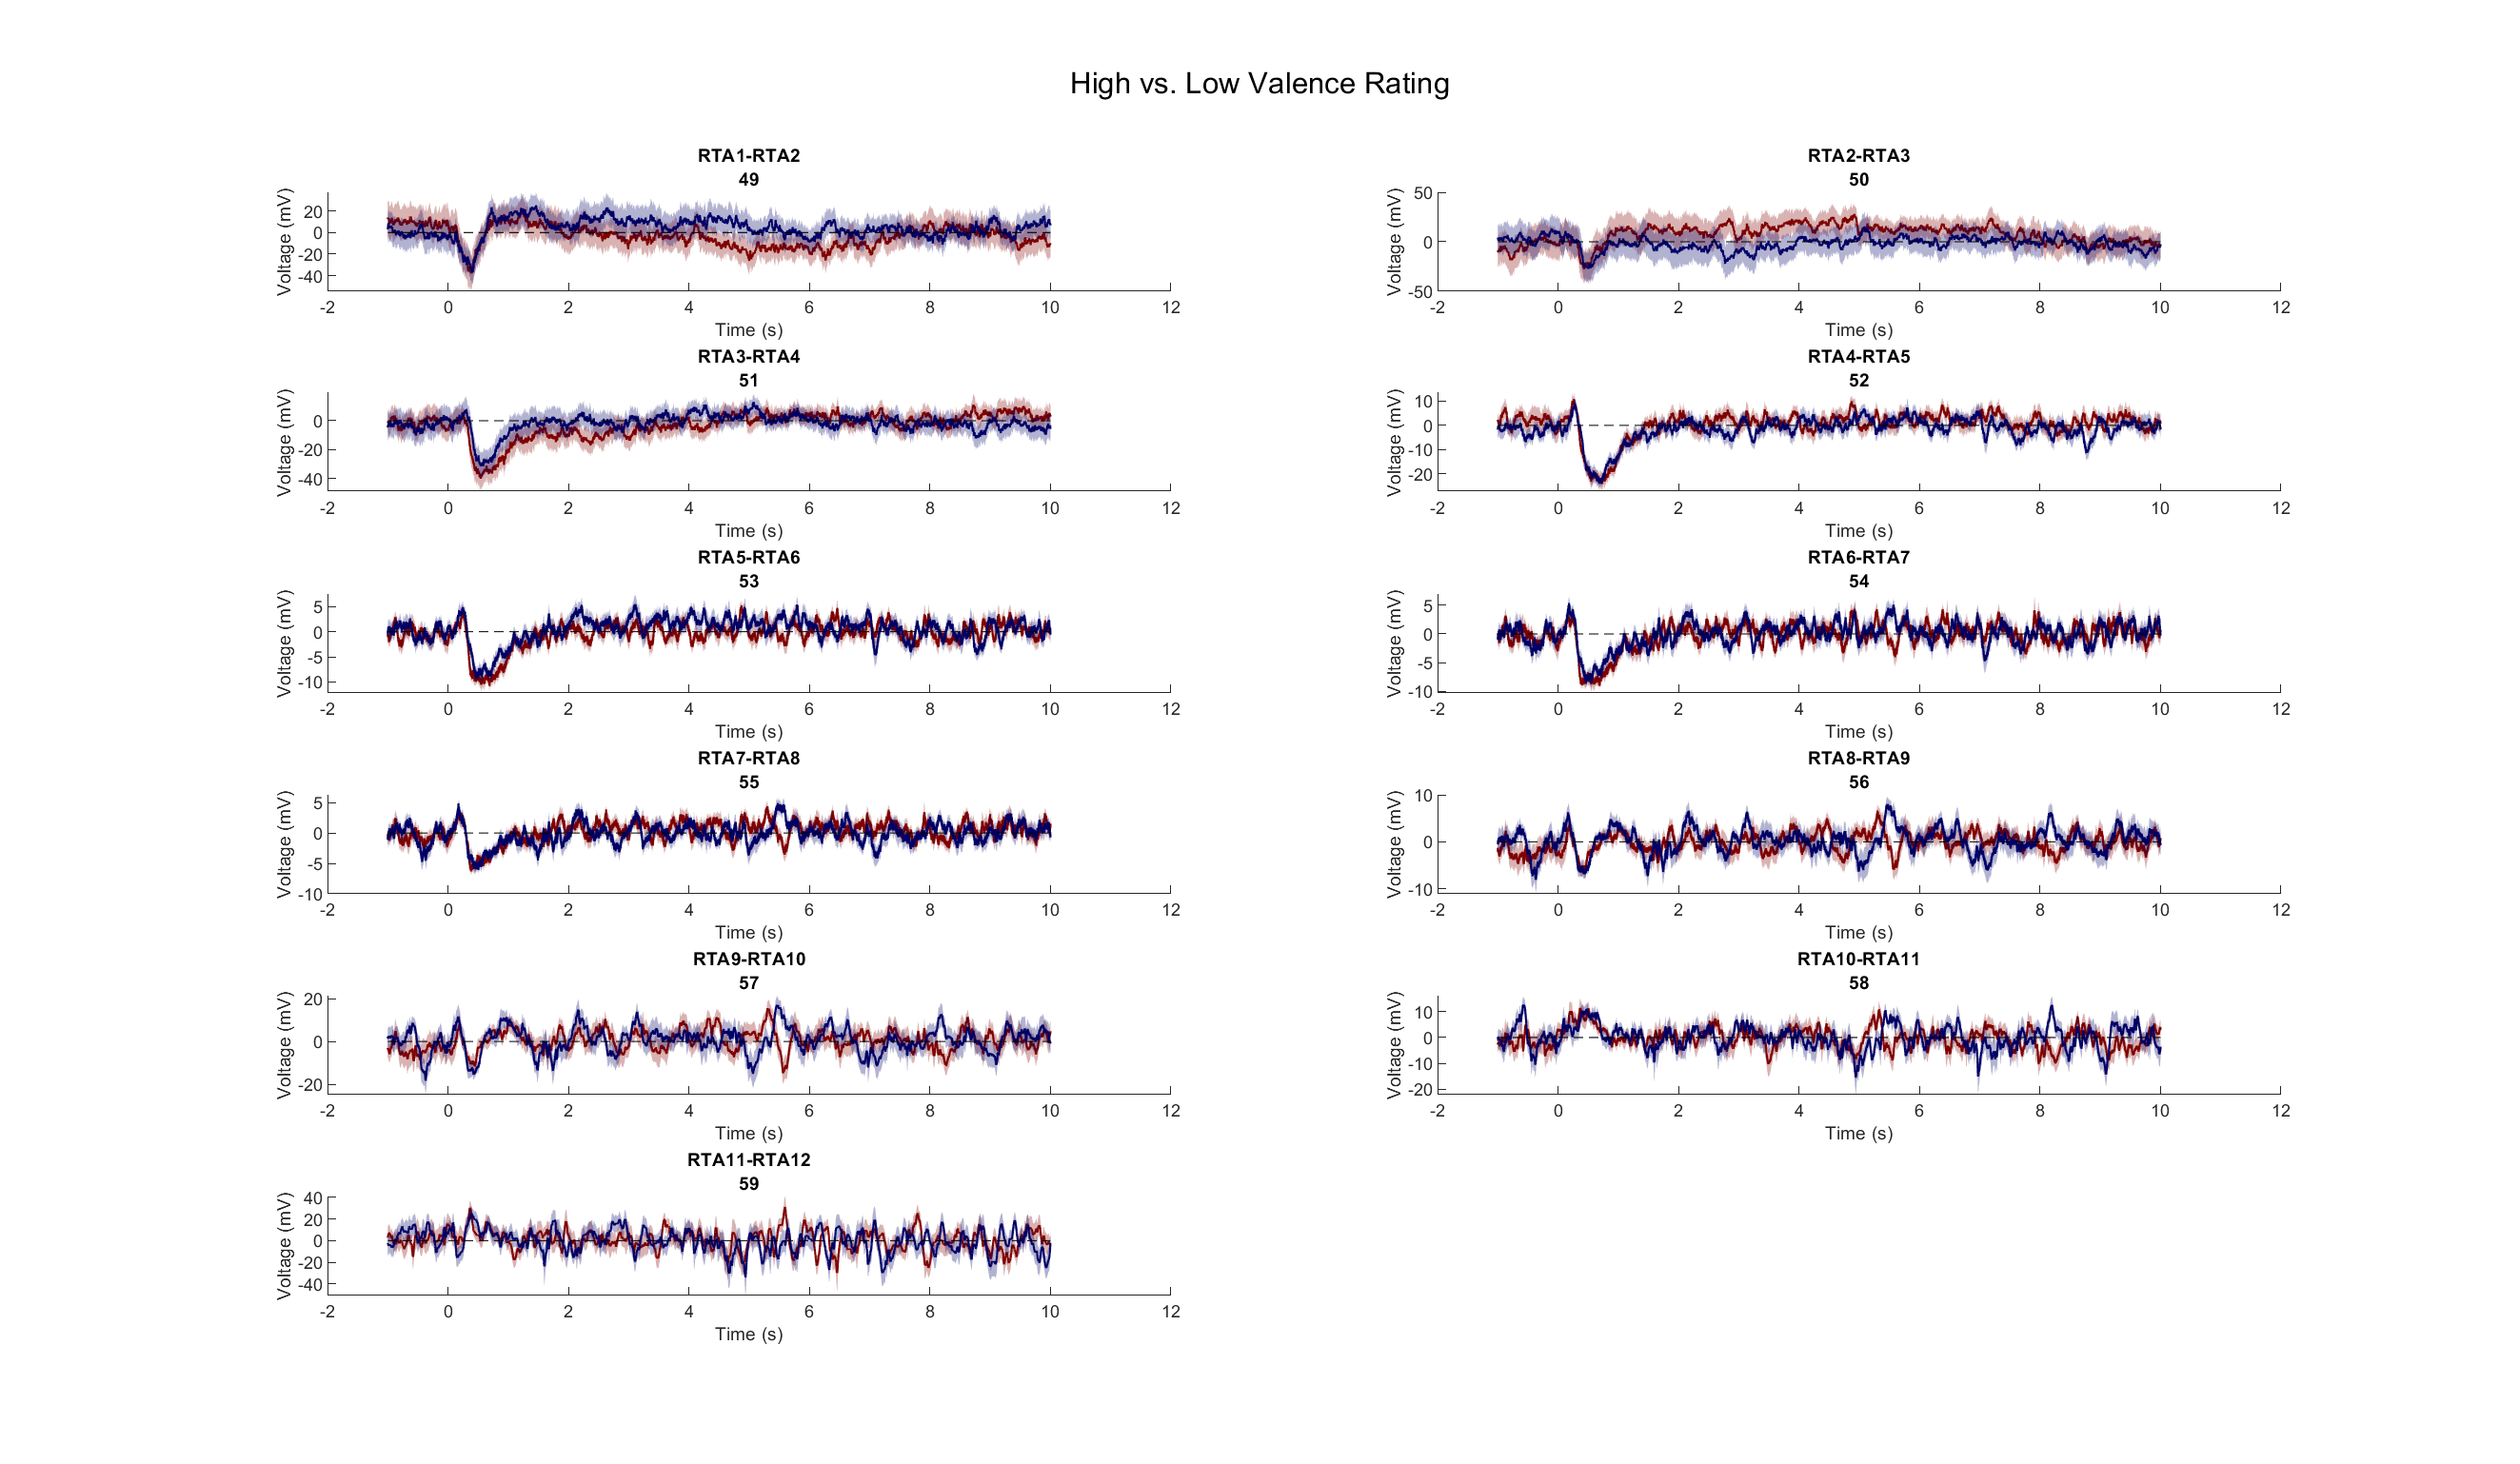 High vs. Low Valence Rating
RTA1-RTA2
49
Voltage (mV)
20
0
-20
-40
-2 0 2 4 6 8 10 12
Time (s)
RTA2-RTA3
50
Voltage (mV)
50
0
-50
-2 0 2 4 6 8 10 12
Time (s)
RTA3-RTA4
51
Voltage (mV)
0
-20
-40
-2 0 2 4 6 8 10 12
Time (s)
RTA4-RTA5
52
Voltage (mV)
10
0
-10
-20
-2 0 2 4 6 8 10 12
Time (s)
RTA5-RTA6
53
Voltage (mV)
5
0
-5
-10
-2 0 2 4 6 8 10 12
Time (s)
RTA6-RTA7
54
Voltage (mV)
5
0
-5
-10
-2 0 2 4 6 8 10 12
Time (s)
RTA7-RTA8
55
Voltage (mV)
5
0
-5
-10
-2 0 2 4 6 8 10 12
Time (s)
RTA8-RTA9
56
Voltage (mV)
10
0
-10
-2 0 2 4 6 8 10 12
Time (s)
RTA9-RTA10
57
Voltage (mV)
20
0
-20
-2 0 2 4 6 8 10 12
Time (s)
RTA10-RTA11
58
Voltage (mV)
10
0
-10
-20
-2 0 2 4 6 8 10 12
Time (s)
RTA11-RTA12
59
Voltage (mV)
40
20
0
-20
-40
-2 0 2 4 6 8 10 12
Time (s)